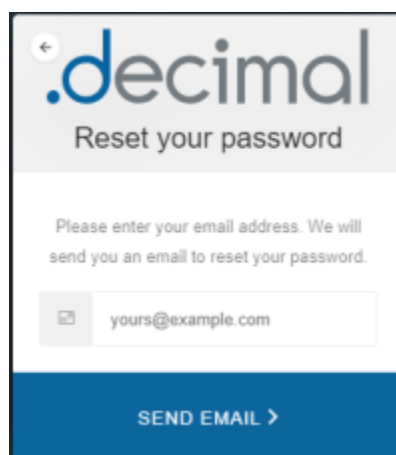 .decimal
Reset your password
Please enter your email address. We will
send you an email to reset your password.
yours@example.com
SEND EMAIL >